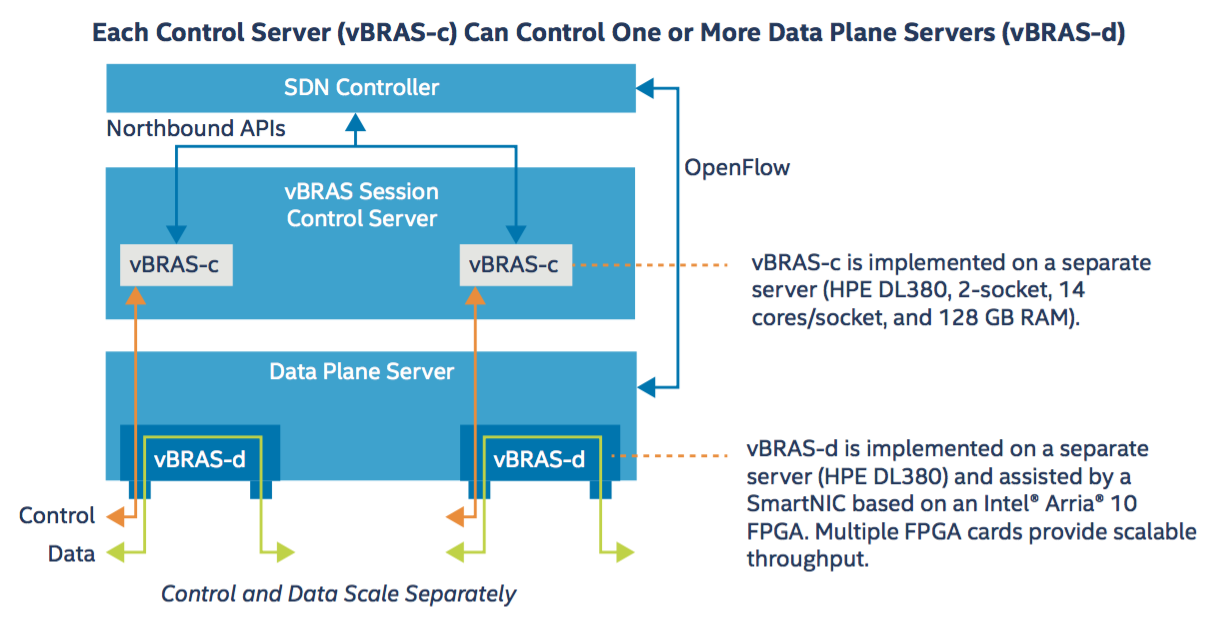 Each Control Server (vBRAS-c) Can Control One or More Data Plane Servers (vBRAS-d)
SDN Controller
Northbound APIs
OpenFlow
vBRAS Session
Control Server
vBRAS-c
vBRAS-c
vBRAS-c is implemented on a separate
server (HPE DL380, 2-socket, 14
cores/socket, and 128 GB RAM).
Data Plane Server
vBRAS-d
vBRAS-d
vBRAS-d is implemented on a separate
server (HPE DL380) and assisted by a
SmartNIC based on an Intel® Arria® 10
FPGA. Multiple FPGA cards provide scalable
throughput.
Control
Data
Control and Data Scale Separately